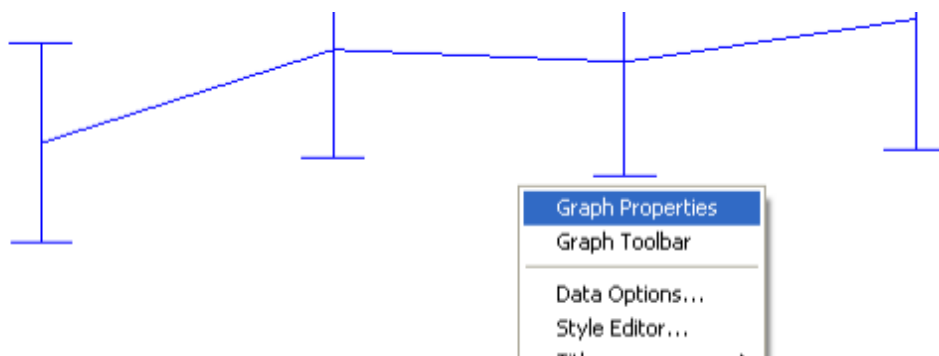 Graph Properties
Graph Toolbar
Data Options...
Style Editor...